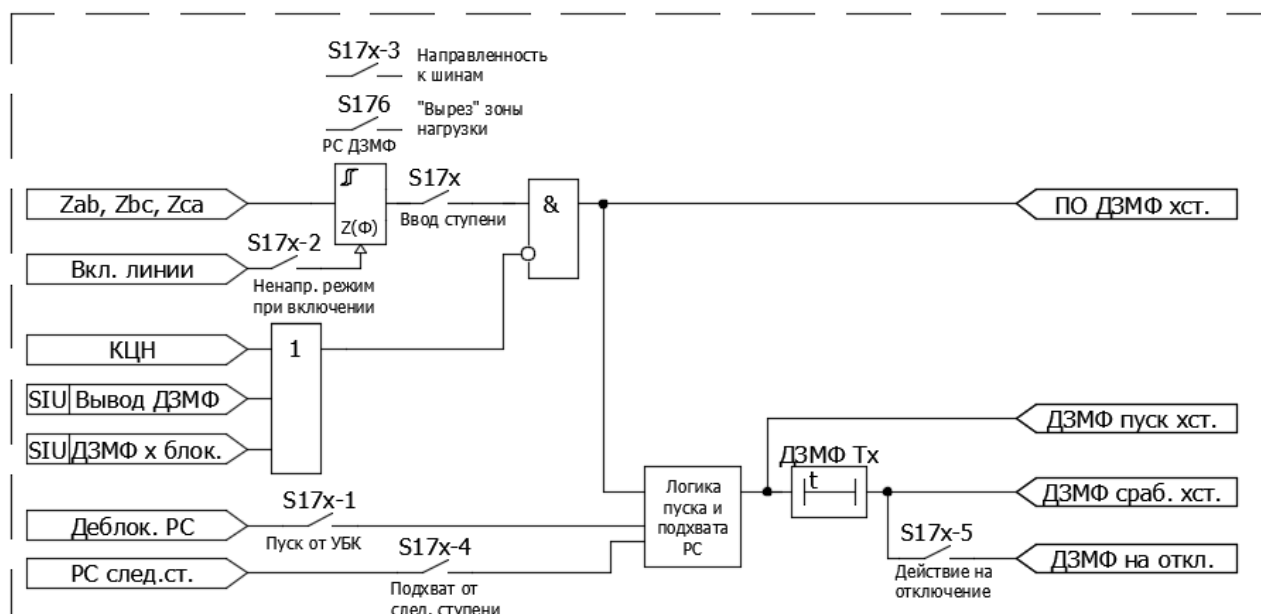 S17x-3 Направленность
к шинам
S176 "Вырез" зоны
нагрузки
РС ДЗМФ
Zab, Zbc, Zca
Z(Ф)
S17x
Ввод ступени
&
ПО ДЗМФ хст.
Вкл. линии
S17x-2
Ненапр. режим
при включении
КЦН
1
SIU Вывод ДЗМФ
SIU ДЗМФ х блок.
ДЗМФ пуск хст.
ДЗМФ Тх
t
Логика
пуска и
подхвата
РС
ДЗМФ сраб. хст.
Деблок. РС
S17x-1
Пуск от УБК
S17x-5
Действие на
отключение
ДЗМФ на откл.
РС след.ст.
S17x-4
Подхват от
след. ступени